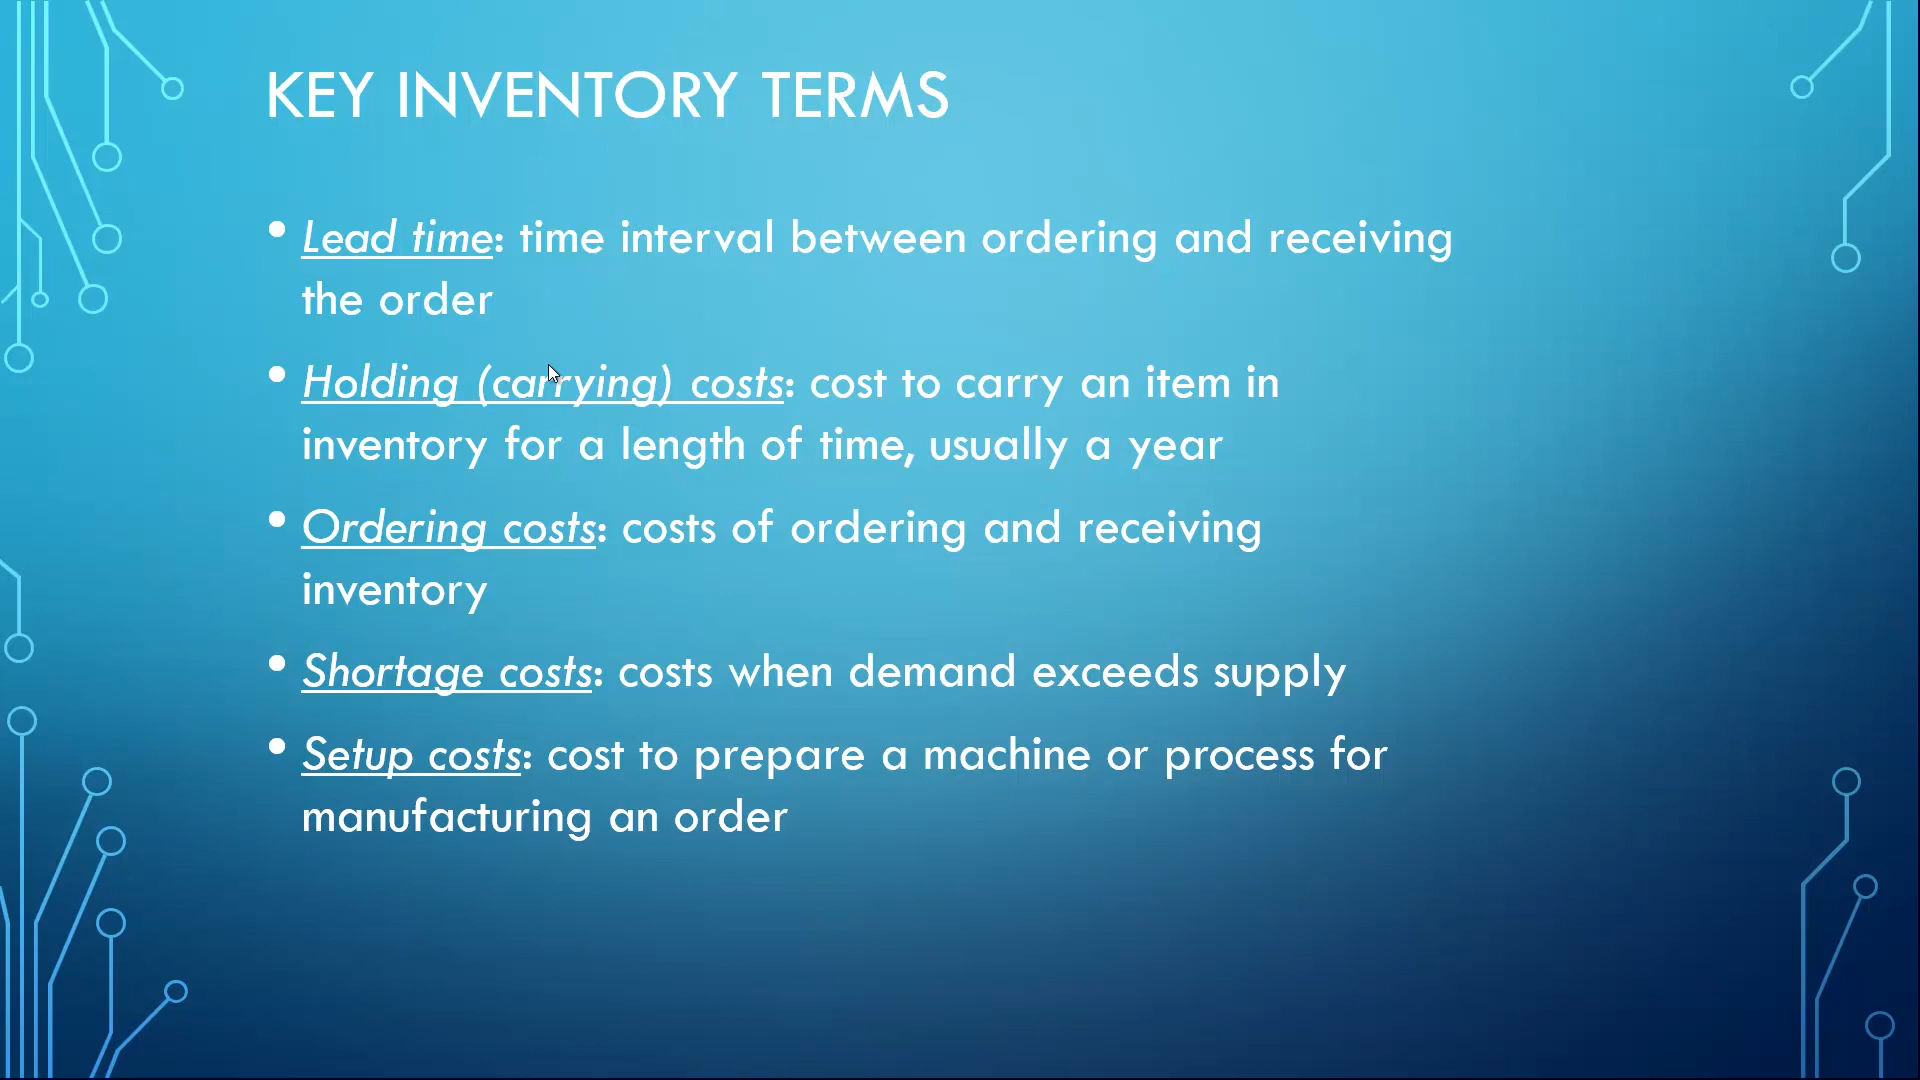 KEY INVENTORY TERMS
• Lead time: time interval between ordering and receiving
the order
• Holding (carrying) costs: cost to carry an item in
inventory for a length of time, usually a year
• Ordering costs: costs of ordering and receiving
inventory
• Shortage costs: costs when demand exceeds supply
• Setup costs: cost to prepare a machine or process for
manufacturing an order